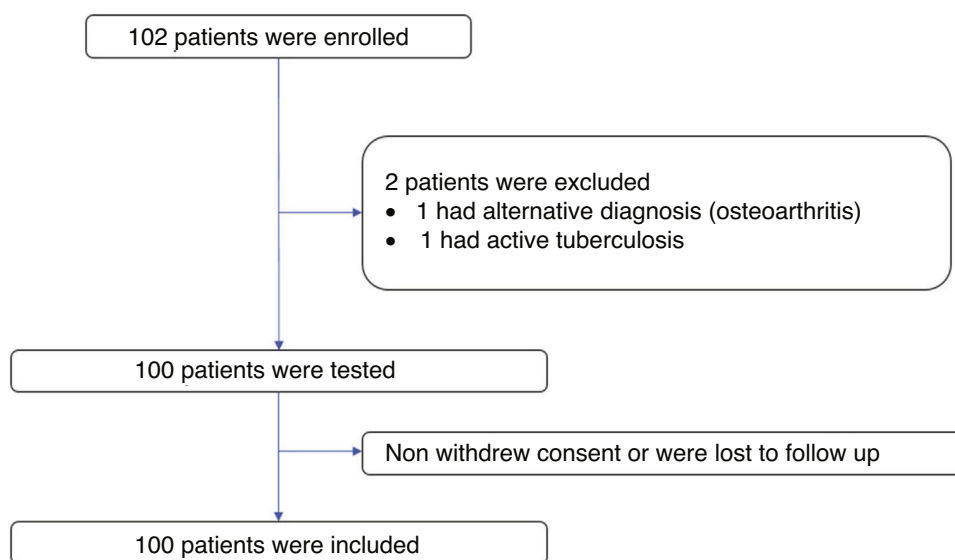 102 patients were enrolled
2 patients were excluded
• 1 had alternative diagnosis (osteoarthritis)
• 1 had active tuberculosis
100 patients were tested
Non withdrew consent or were lost to follow up
100 patients were included